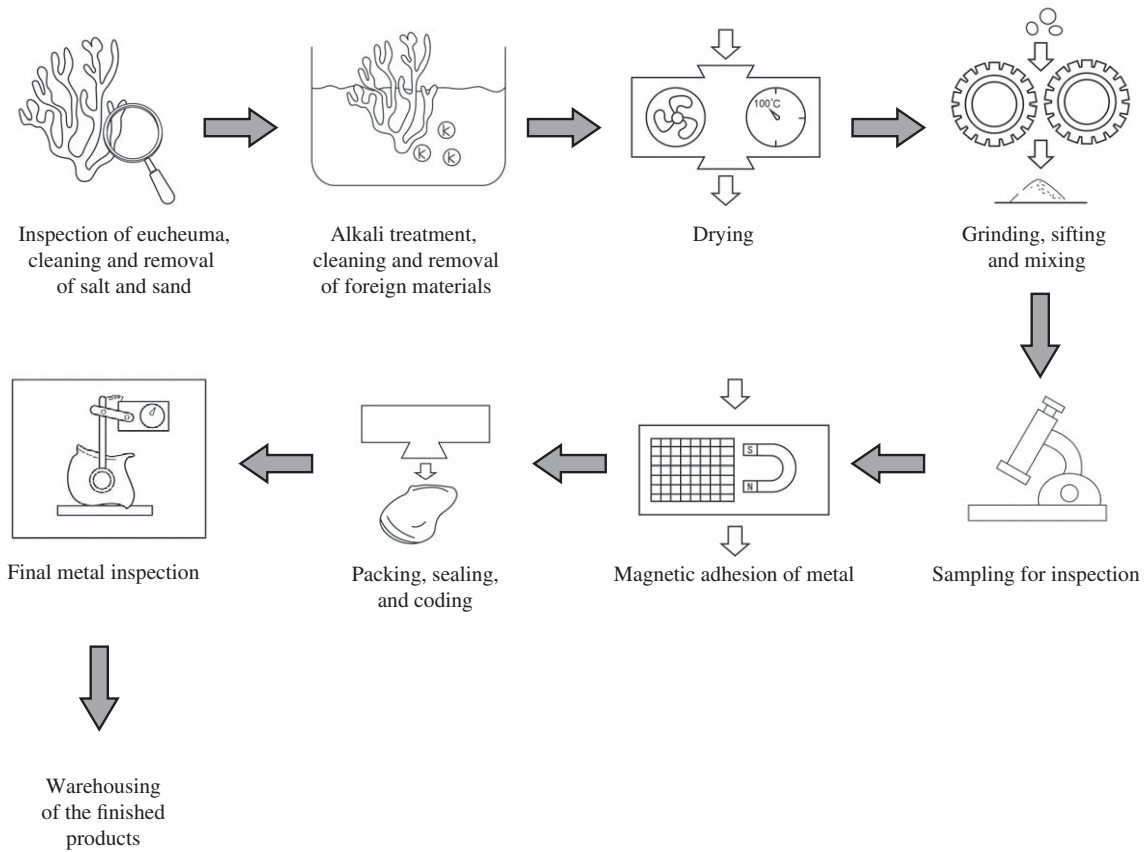 K
K
K
100°C
Inspection of eucheuma,
cleaning and removal
of salt and sand
Alkali treatment,
cleaning and removal
of foreign materials
Drying
Grinding, sifting
and mixing
Sampling for inspection
S
N
Magnetic adhesion of metal
Packing, sealing,
and coding
Final metal inspection
Warehousing
of the finished
products